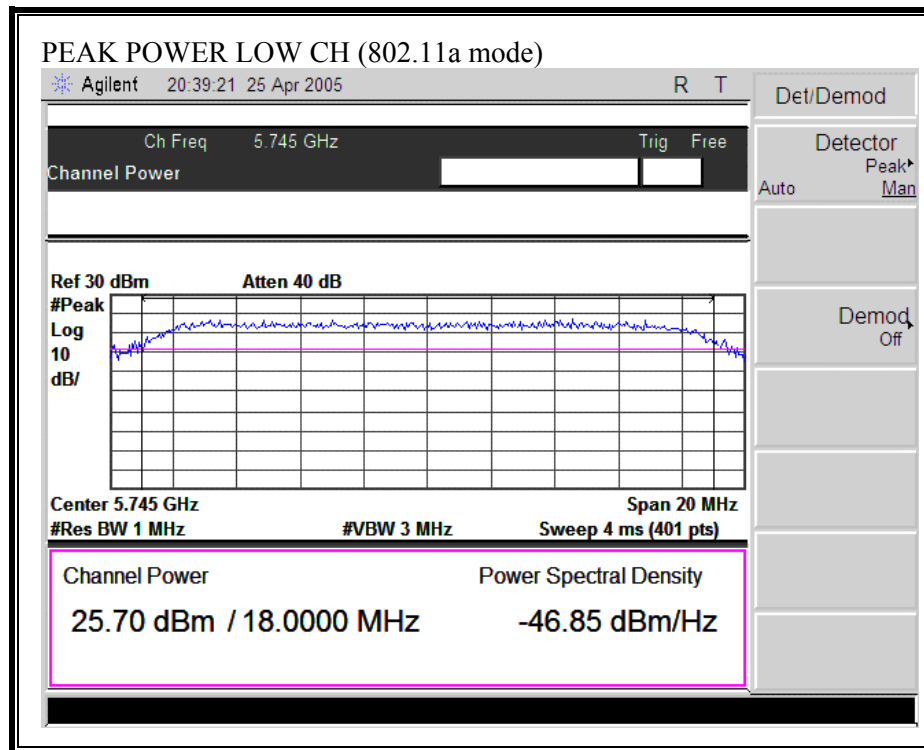 PEAK POWER LOW CH (802.11a mode)
Agilent 20:39:21 25 Apr 2005 R T
Det/Demod
Ch Freq 5.745 GHz Trig Free
Channel Power
Detector
Peak
Auto Man
Ref 30 dBm Atten 40 dB
#Peak
Log
10
dB/
Demod
Off
Center 5.745 GHz Span 20 MHz
#Res BW 1 MHz #VBW 3 MHz Sweep 4 ms (401 pts)
Channel Power Power Spectral Density
25.70 dBm / 18.0000 MHz -46.85 dBm/Hz